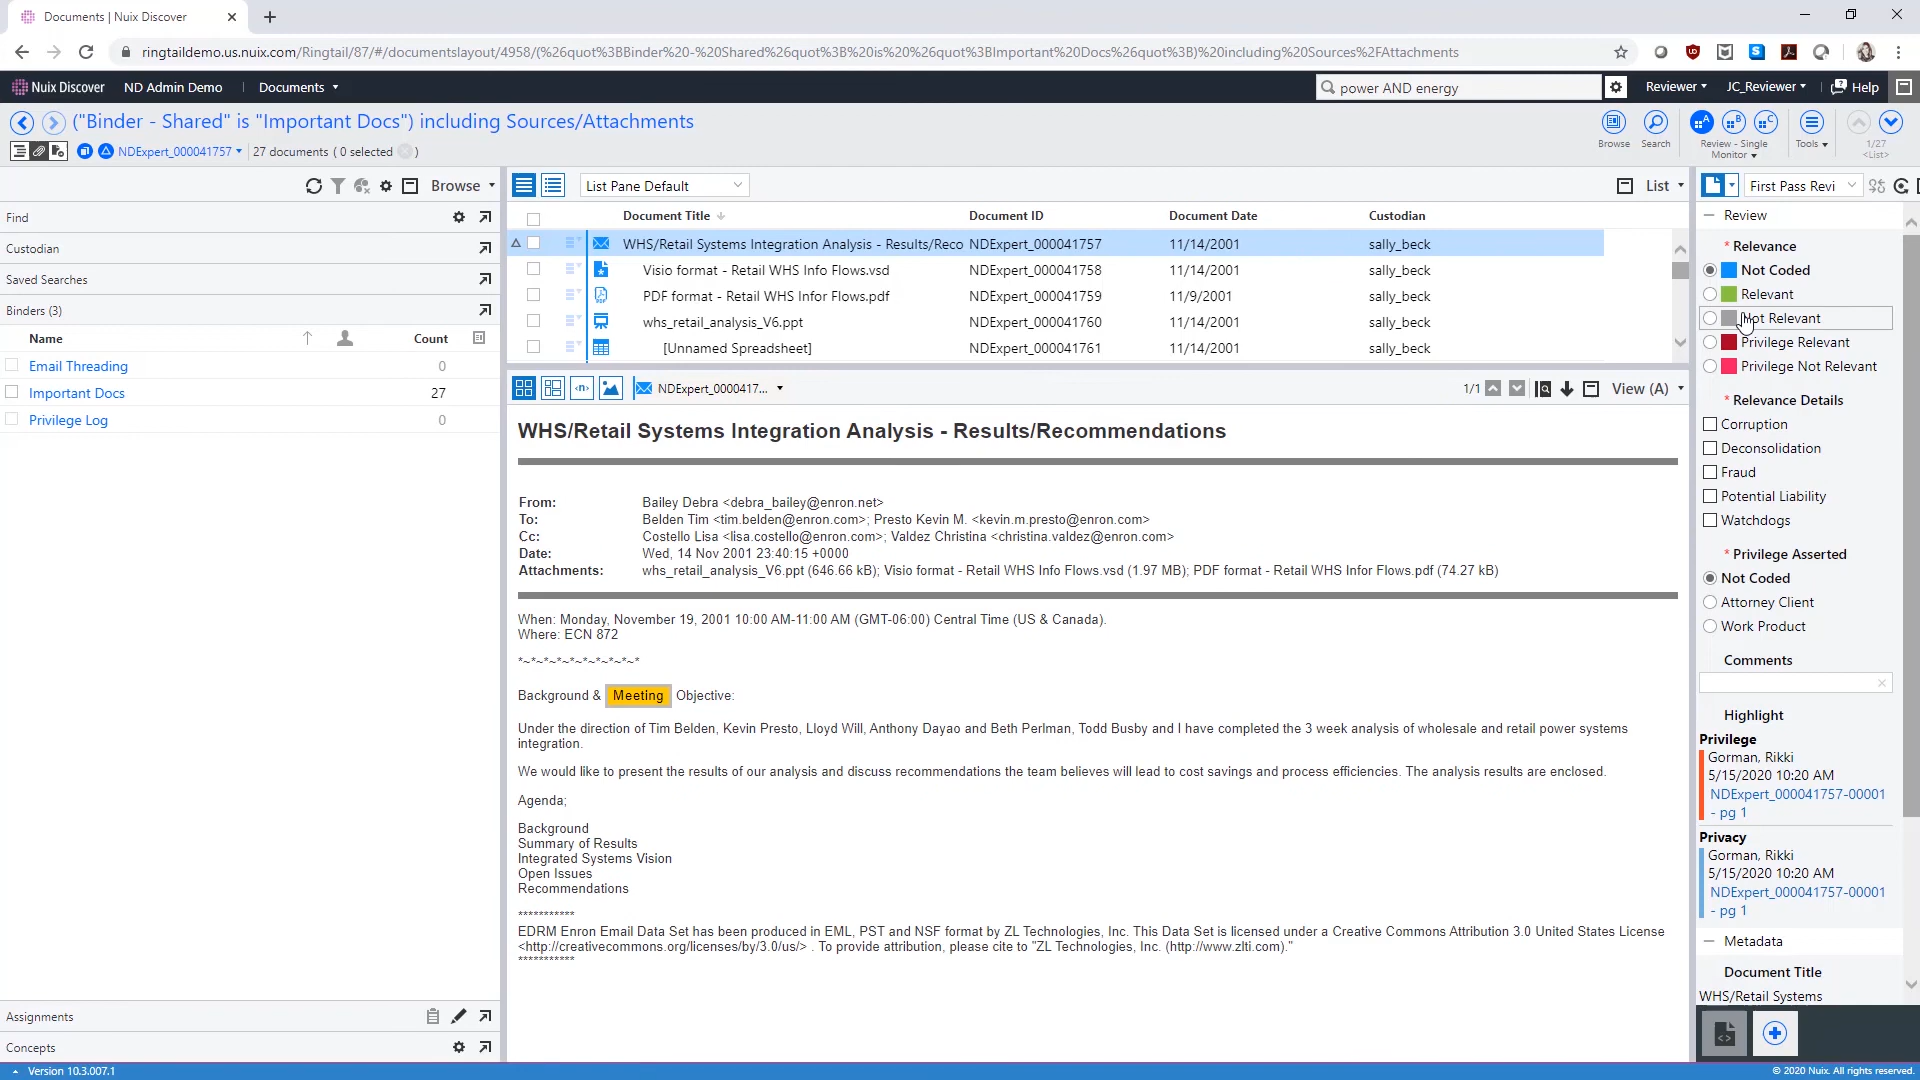 Documents | Nuix Discover
ringtaildemo.us.nuix.com/Ringtail/87/#/documentslayout/4958/(%26quot%3BBinder%20-%20Shared%26quot%3B%20is%20%26quot%3BImportant%20Docs%26quot%3B)%20including%20Sources%2FAttachments
Nuix Discover ND Admin Demo Documents power AND energy Reviewer JC_Reviewer Help
("Binder - Shared" is "Important Docs") including Sources/Attachments
NDExpert_000041757 27 documents ( 0 selected )
Browse Search Review - Single Monitor Tools 1/27 <List>
Browse
Find
Custodian
Saved Searches
Binders (3)
Name Count
Email Threading 0
Important Docs 27
Privilege Log 0
Assignments
Concepts
List Pane Default List
Document Title Document ID Document Date Custodian
WHS/Retail Systems Integration Analysis - Results/Reco NDExpert_000041757 11/14/2001 sally_beck
Visio format - Retail WHS Info Flows.vsd NDExpert_000041758 11/14/2001 sally_beck
PDF format - Retail WHS Infor Flows.pdf NDExpert_000041759 11/9/2001 sally_beck
whs_retail_analysis_V6.ppt NDExpert_000041760 11/14/2001 sally_beck
[Unnamed Spreadsheet] NDExpert_000041761 11/14/2001 sally_beck
NDExpert_0000417... 1/1 View (A)
WHS/Retail Systems Integration Analysis - Results/Recommendations
From: Bailey Debra <debra_bailey@enron.net>
To: Belden Tim <tim.belden@enron.com>; Presto Kevin M. <kevin.m.presto@enron.com>
Cc: Costello Lisa <lisa.costello@enron.com>; Valdez Christina <christina.valdez@enron.com>
Date: Wed, 14 Nov 2001 23:40:15 +0000
Attachments: whs_retail_analysis_V6.ppt (646.66 kB); Visio format - Retail WHS Info Flows.vsd (1.97 MB); PDF format - Retail WHS Infor Flows.pdf (74.27 kB)
When: Monday, November 19, 2001 10:00 AM-11:00 AM (GMT-06:00) Central Time (US & Canada).
Where: ECN 872
*~*~*~*~*~*~*~*~*~*
Background & Meeting Objective:
Under the direction of Tim Belden, Kevin Presto, Lloyd Will, Anthony Dayao and Beth Perlman, Todd Busby and I have completed the 3 week analysis of wholesale and retail power systems
integration.
We would like to present the results of our analysis and discuss recommendations the team believes will lead to cost savings and process efficiencies. The analysis results are enclosed.
Agenda;
Background
Summary of Results
Integrated Systems Vision
Open Issues
Recommendations
***********
EDRM Enron Email Data Set has been produced in EML, PST and NSF format by ZL Technologies, Inc. This Data Set is licensed under a Creative Commons Attribution 3.0 United States License
<http://creativecommons.org/licenses/by/3.0/us/> . To provide attribution, please cite to "ZL Technologies, Inc. (http://www.zlti.com)."
***********
First Pass Revi
Review
* Relevance
Not Coded
Relevant
Not Relevant
Privilege Relevant
Privilege Not Relevant
* Relevance Details
Corruption
Deconsolidation
Fraud
Potential Liability
Watchdogs
* Privilege Asserted
Not Coded
Attorney Client
Work Product
Comments
Highlight
Privilege
Gorman, Rikki
5/15/2020 10:20 AM
NDExpert_000041757-00001
- pg 1
Privacy
Gorman, Rikki
5/15/2020 10:20 AM
NDExpert_000041757-00001
- pg 1
Metadata
Document Title
WHS/Retail Systems
Version 10.3.007.1 © 2020 Nuix. All rights reserved.